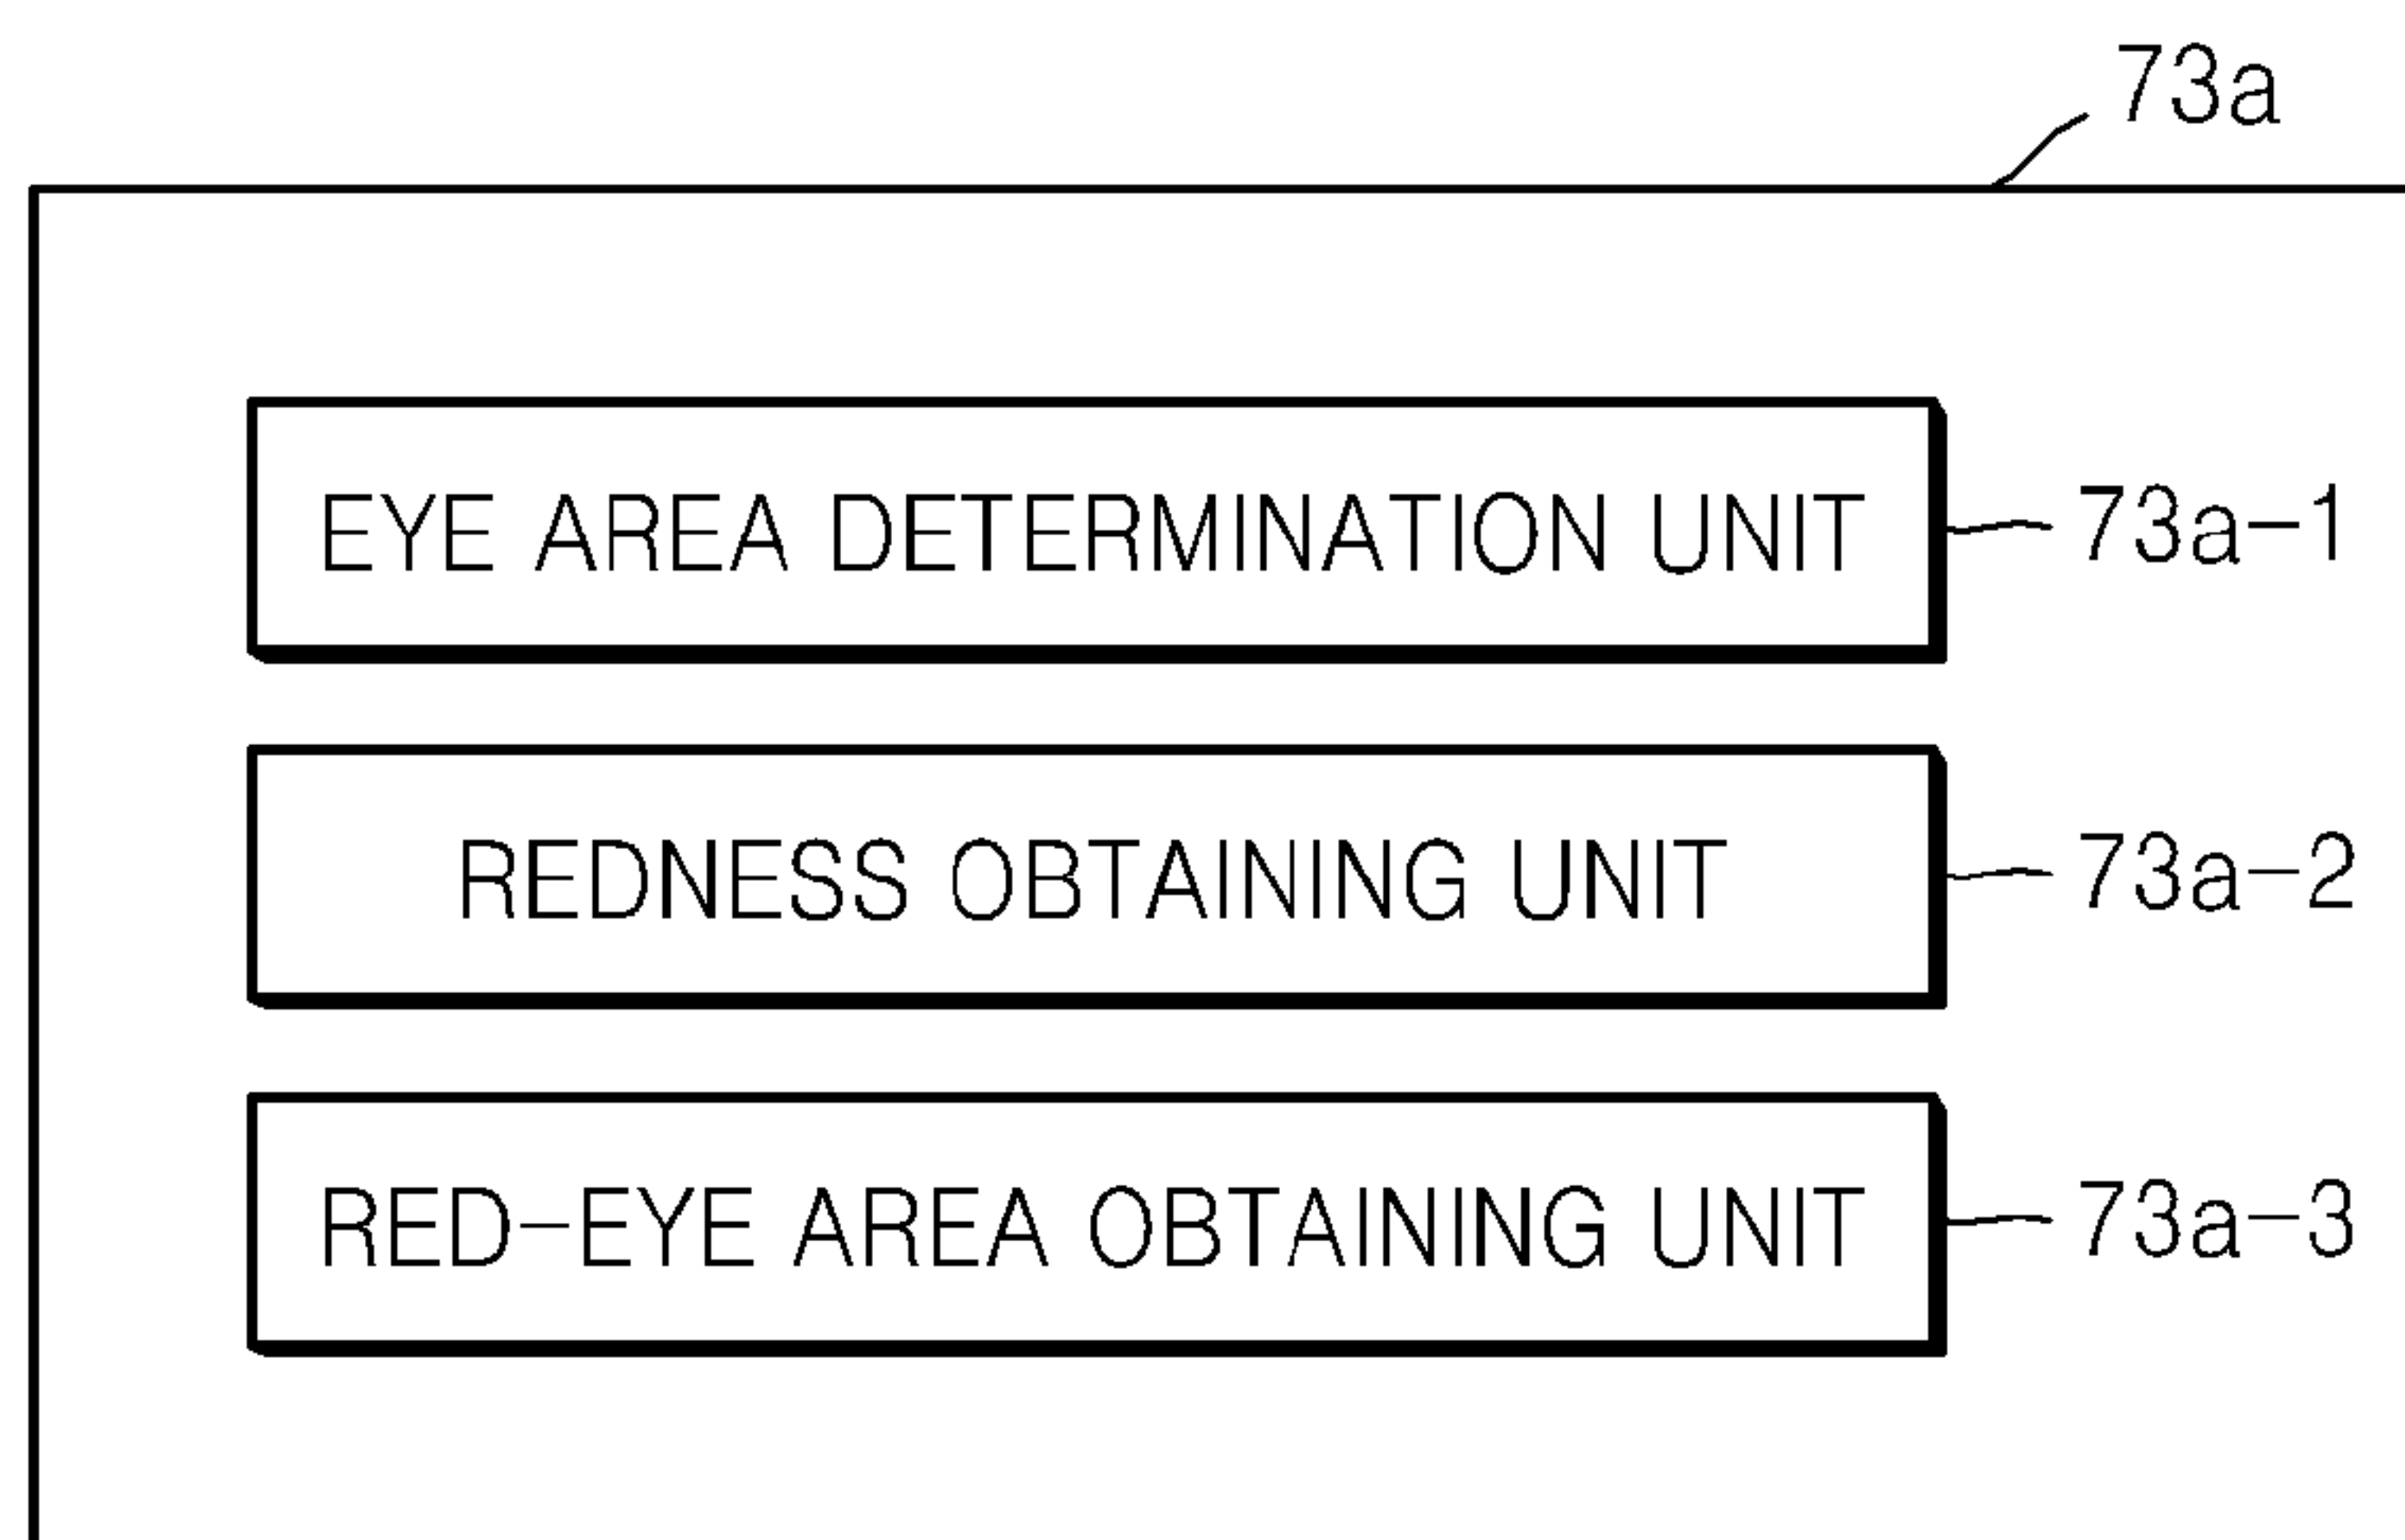 73a
EYE AREA DETERMINATION UNIT 73a-1
REDNESS OBTAINING UNIT 73a-2
RED-EYE AREA OBTAINING UNIT 73a-3